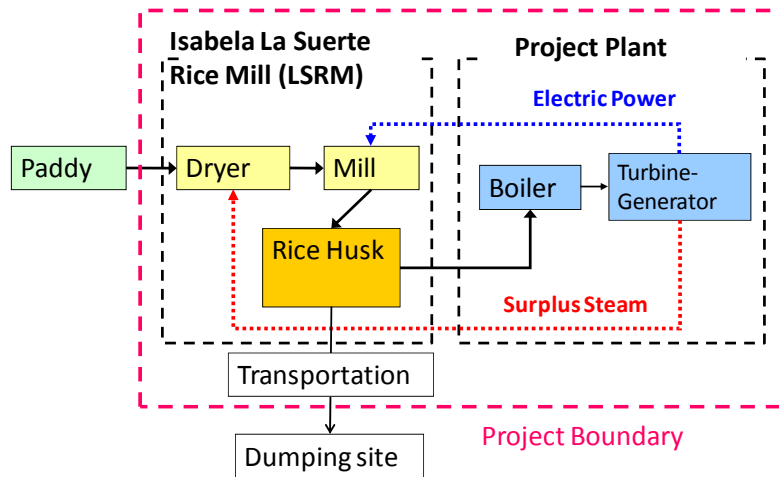 Isabela La Suerte
Rice Mill (LSRM)
Project Plant
Electric Power
Paddy
Dryer
Mill
Boiler
Turbine-
Generator
Rice Husk
Surplus Steam
Transportation
Project Boundary
Dumping site